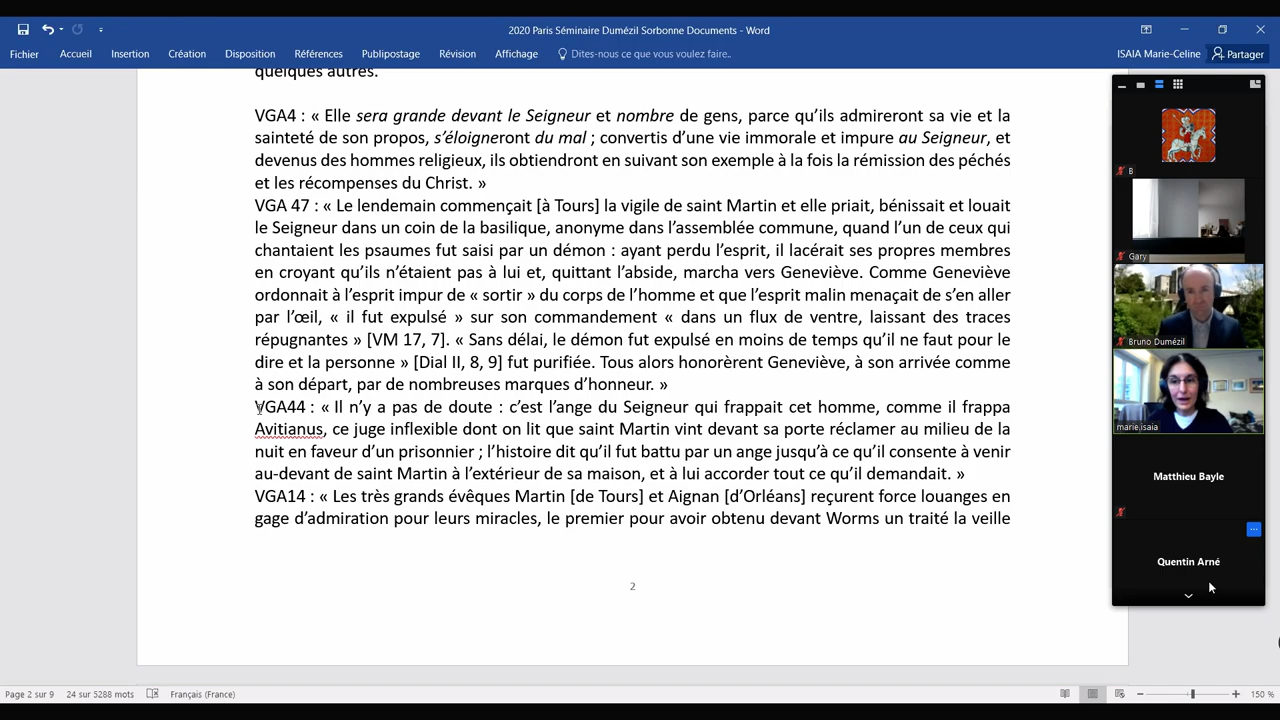 2020 Paris Séminaire Dumézil Sorbonne Documents - Word
Fichier Accueil Insertion Création Disposition Références Publipostage Révision Affichage Dites-nous ce que vous voulez faire.. ISAIA Marie-Celine Partager
quelques autres.
VGA4 : « Elle sera grande devant le Seigneur et nombre de gens, parce qu’ils admireront sa vie et la
sainteté de son propos, s’éloigneront du mal ; convertis d’une vie immorale et impure au Seigneur, et
devenus des hommes religieux, ils obtiendront en suivant son exemple à la fois la rémission des péchés
et les récompenses du Christ. »
VGA 47 : « Le lendemain commençait [à Tours] la vigile de saint Martin et elle priait, bénissait et louait
le Seigneur dans un coin de la basilique, anonyme dans l’assemblée commune, quand l’un de ceux qui
chantaient les psaumes fut saisi par un démon : ayant perdu l’esprit, il lacérait ses propres membres
en croyant qu’ils n’étaient pas à lui et, quittant l’abside, marcha vers Geneviève. Comme Geneviève
ordonnait à l’esprit impur de « sortir » du corps de l’homme et que l’esprit malin menaçait de s’en aller
par l’œil, « il fut expulsé » sur son commandement « dans un flux de ventre, laissant des traces
répugnantes » [VM 17, 7]. « Sans délai, le démon fut expulsé en moins de temps qu’il ne faut pour le
dire et la personne » [Dial II, 8, 9] fut purifiée. Tous alors honorèrent Geneviève, à son arrivée comme
à son départ, par de nombreuses marques d’honneur. »
VGA44 : « Il n’y a pas de doute : c’est l’ange du Seigneur qui frappait cet homme, comme il frappa
Avitianus, ce juge inflexible dont on lit que saint Martin vint devant sa porte réclamer au milieu de la
nuit en faveur d’un prisonnier ; l’histoire dit qu’il fut battu par un ange jusqu’à ce qu’il consente à venir
au-devant de saint Martin à l’extérieur de sa maison, et à lui accorder tout ce qu’il demandait. »
VGA14 : « Les très grands évêques Martin [de Tours] et Aignan [d’Orléans] reçurent force louanges en
gage d’admiration pour leurs miracles, le premier pour avoir obtenu devant Worms un traité la veille
2
B
Gary
Bruno Dumézil
marie.isaia
Matthieu Bayle
Quentin Arné
Page 2 sur 9 24 sur 5288 mots Français (France) 150 %